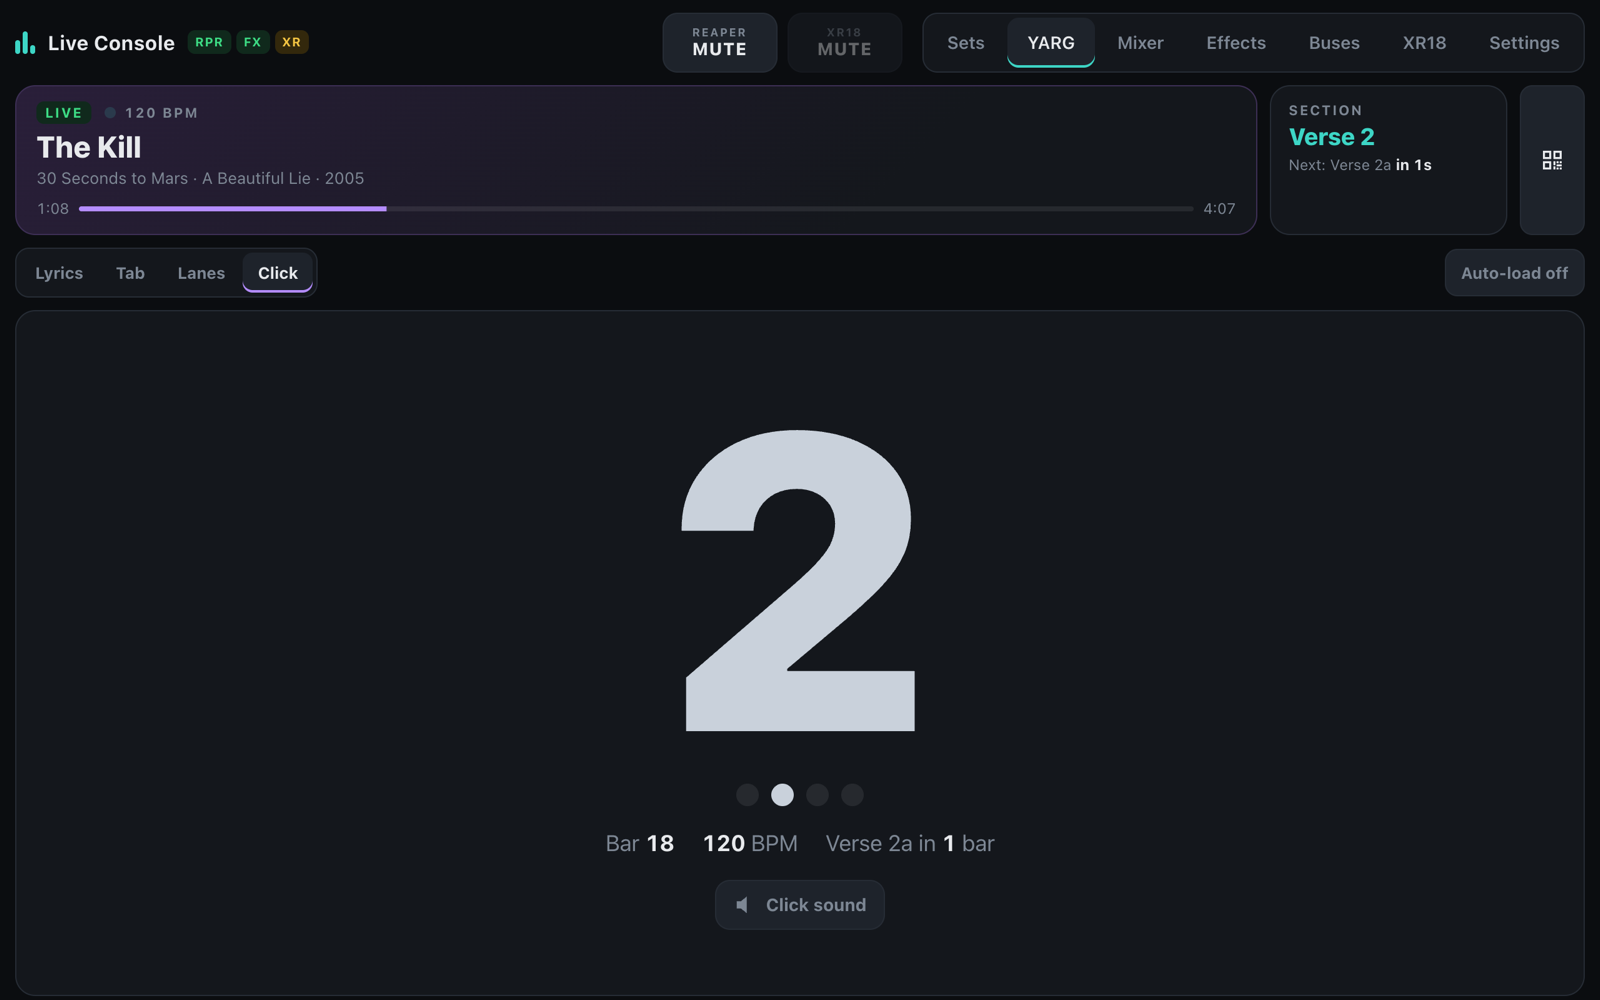 Live Console RPR FX XR
REAPER
MUTE
XR18
MUTE
Sets YARG Mixer Effects Buses XR18 Settings
LIVE 120 BPM
The Kill
30 Seconds to Mars · A Beautiful Lie · 2005
1:08 4:07
SECTION
Verse 2
Next: Verse 2a in 1s
Lyrics Tab Lanes Click
Auto-load off
2
Bar 18 120 BPM Verse 2a in 1 bar
Click sound